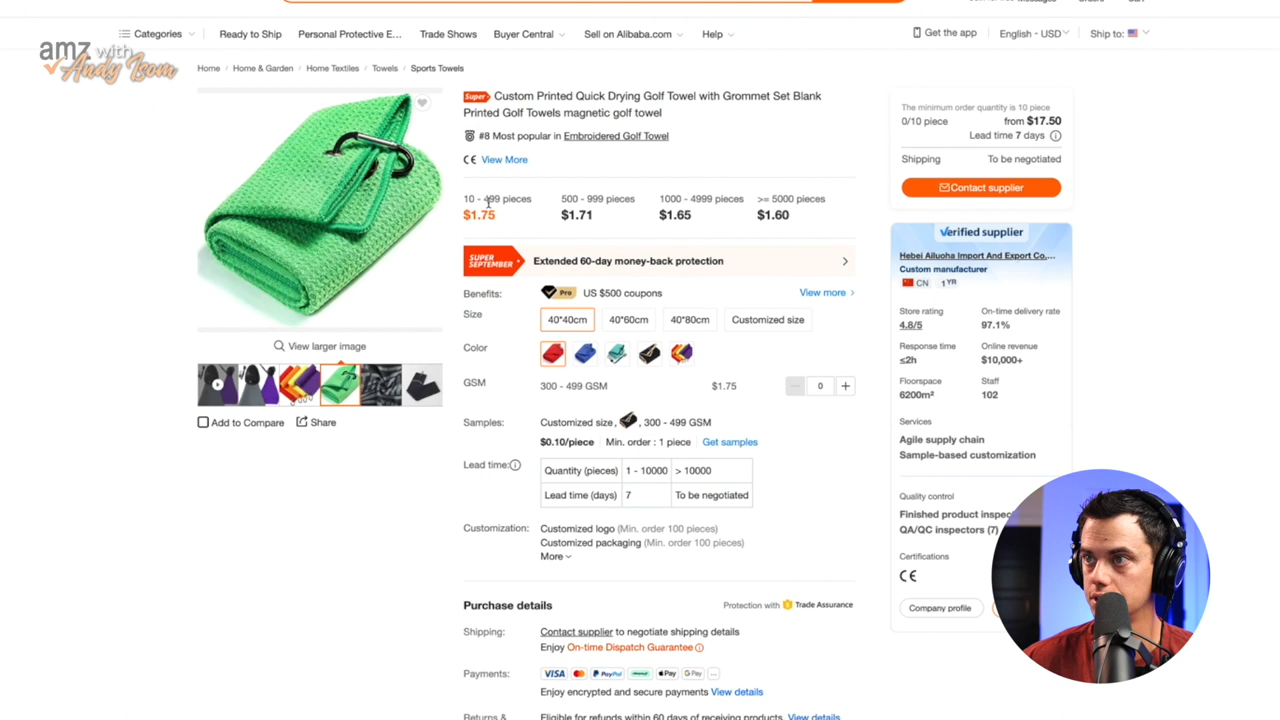 Categories
Ready to Ship
Personal Protective E...
Trade Shows
Buyer Central
Sell on Alibaba.com
Help
Get the app
English - USD
Ship to:
amz with
Andy Isom
Home
Home & Garden
Home Textiles
Towels
Sports Towels
Super Custom Printed Quick Drying Golf Towel with Grommet Set Blank
Printed Golf Towels magnetic golf towel
#8 Most popular in Embroidered Golf Towel
CE View More
10 - 499 pieces
$1.75
500 - 999 pieces
$1.71
1000 - 4999 pieces
$1.65
>= 5000 pieces
$1.60
SUPER
SEPTEMBER
Extended 60-day money-back protection
Benefits: Pro US $500 coupons View more >
Size 40*40cm 40*60cm 40*80cm Customized size
Color
GSM 300 - 499 GSM $1.75 - 0 +
Samples: Customized size , , 300 - 499 GSM
$0.10/piece Min. order : 1 piece Get samples
Lead time: Quantity (pieces) 1 - 10000 > 10000
Lead time (days) 7 To be negotiated
Customization: Customized logo (Min. order 100 pieces)
Customized packaging (Min. order 100 pieces)
More
Purchase details Protection with Trade Assurance
Shipping: Contact supplier to negotiate shipping details
Enjoy On-time Dispatch Guarantee
Payments: VISA PayPal Apple Pay G Pay ...
Enjoy encrypted and secure payments View details
Returns & Eligible for refunds within 60 days of receiving products. View details
View larger image
Add to Compare Share
The minimum order quantity is 10 piece
0/10 piece from $17.50
Lead time 7 days
Shipping To be negotiated
Contact supplier
Verified supplier
Hebei Ailuoha Import And Export Co,...
Custom manufacturer
CN 1YR
Store rating On-time delivery rate
4.8/5 97.1%
Response time Online revenue
≤2h $10,000+
Floorspace Staff
6200m² 102
Services
Agile supply chain
Sample-based customization
Quality control
Finished product inspec
QA/QC inspectors (7)
Certifications
CE
Company profile